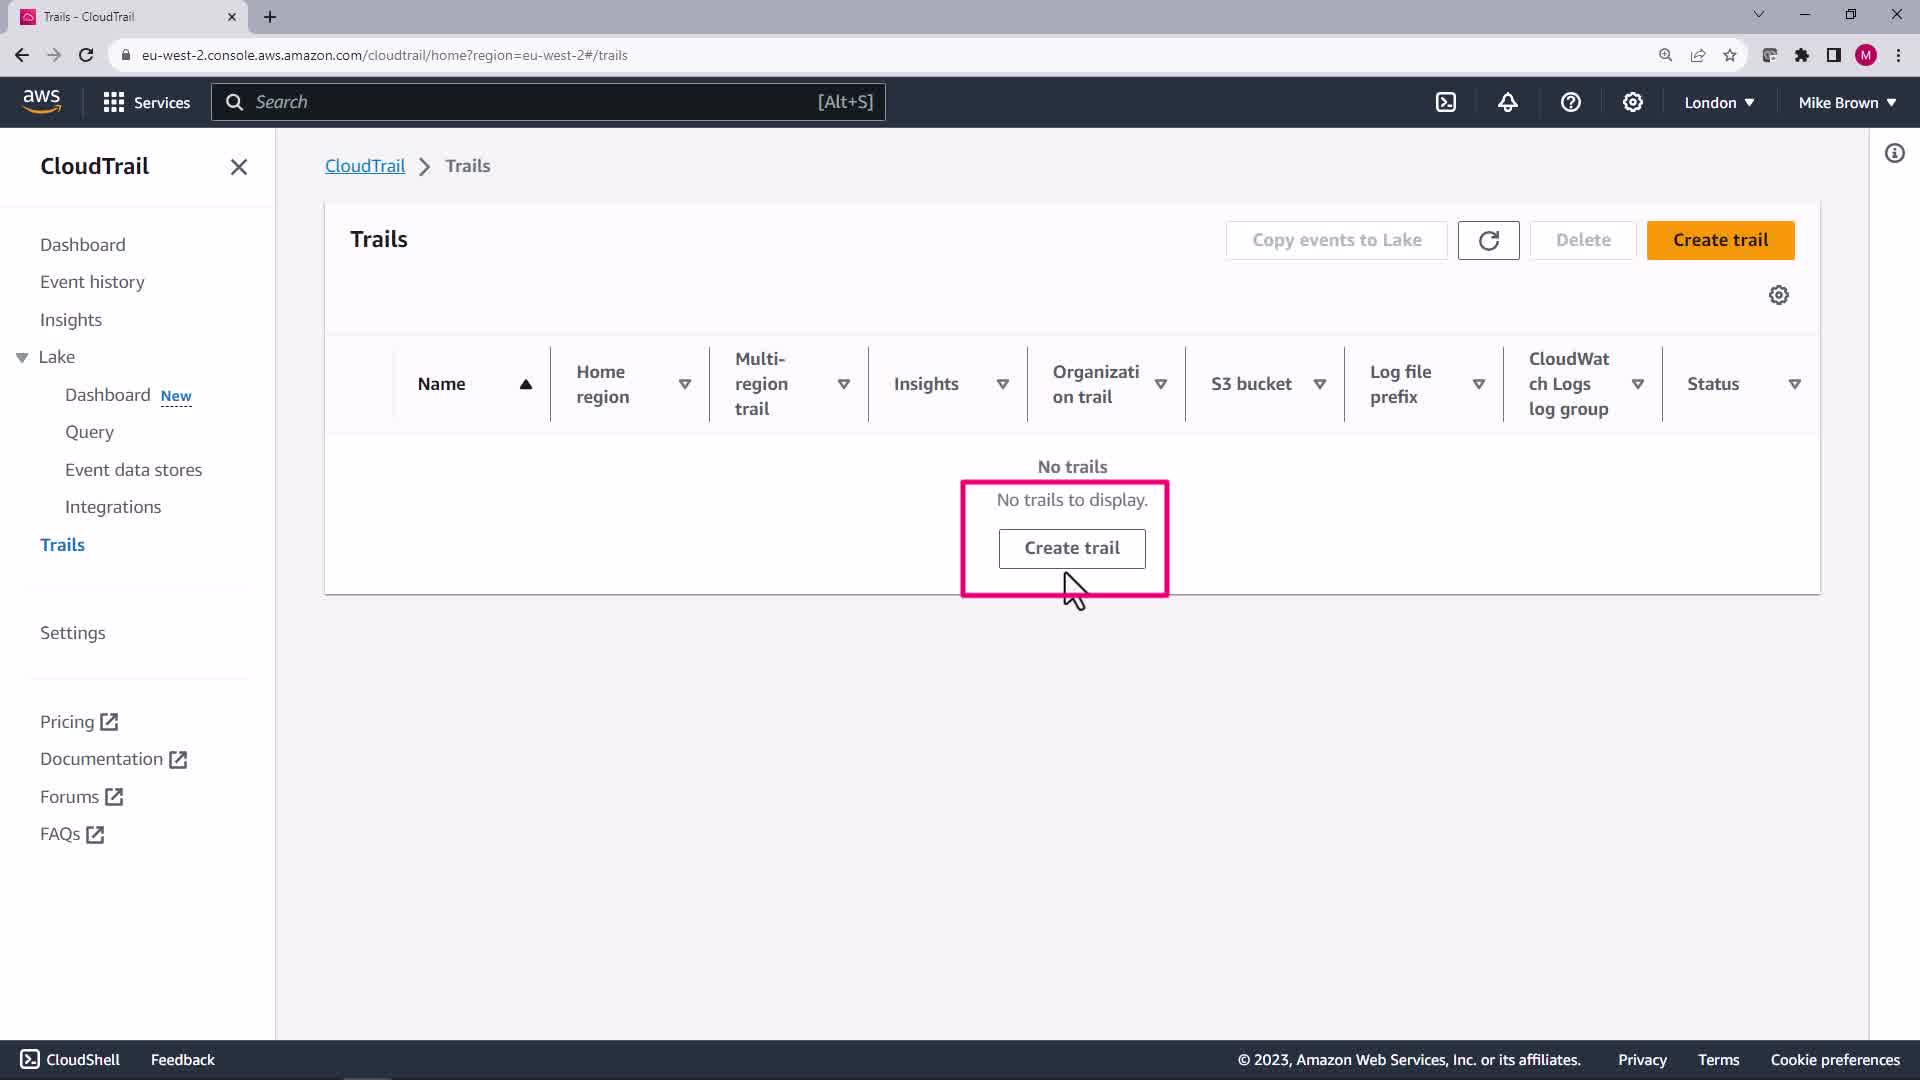 Trails - CloudTrail
eu-west-2.console.aws.amazon.com/cloudtrail/home?region=eu-west-2#/trails
M
aws
Services
Search
[Alt+S]
London
Mike Brown
CloudTrail
Dashboard
Event history
Insights
Lake
Dashboard New
Query
Event data stores
Integrations
Trails
Settings
Pricing
Documentation
Forums
FAQs
CloudTrail
Trails
Trails
Copy events to Lake
Delete
Create trail
Name
Home
region
Multi-
region
trail
Insights
Organizati
on trail
S3 bucket
Log file
prefix
CloudWat
ch Logs
log group
Status
No trails
No trails to display.
Create trail
CloudShell
Feedback
© 2023, Amazon Web Services, Inc. or its affiliates.
Privacy
Terms
Cookie preferences